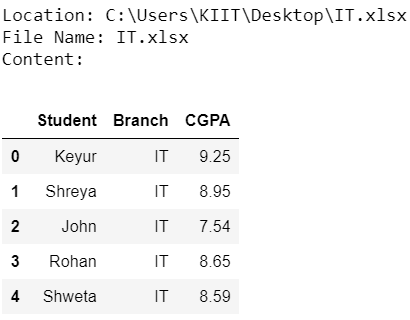 Location: C:\Users\KIIT\Desktop\IT.xlsx
File Name: IT.xlsx
Content:
Student Branch CGPA
0 Keyur IT 9.25
1 Shreya IT 8.95
2 John IT 7.54
3 Rohan IT 8.65
4 Shweta IT 8.59